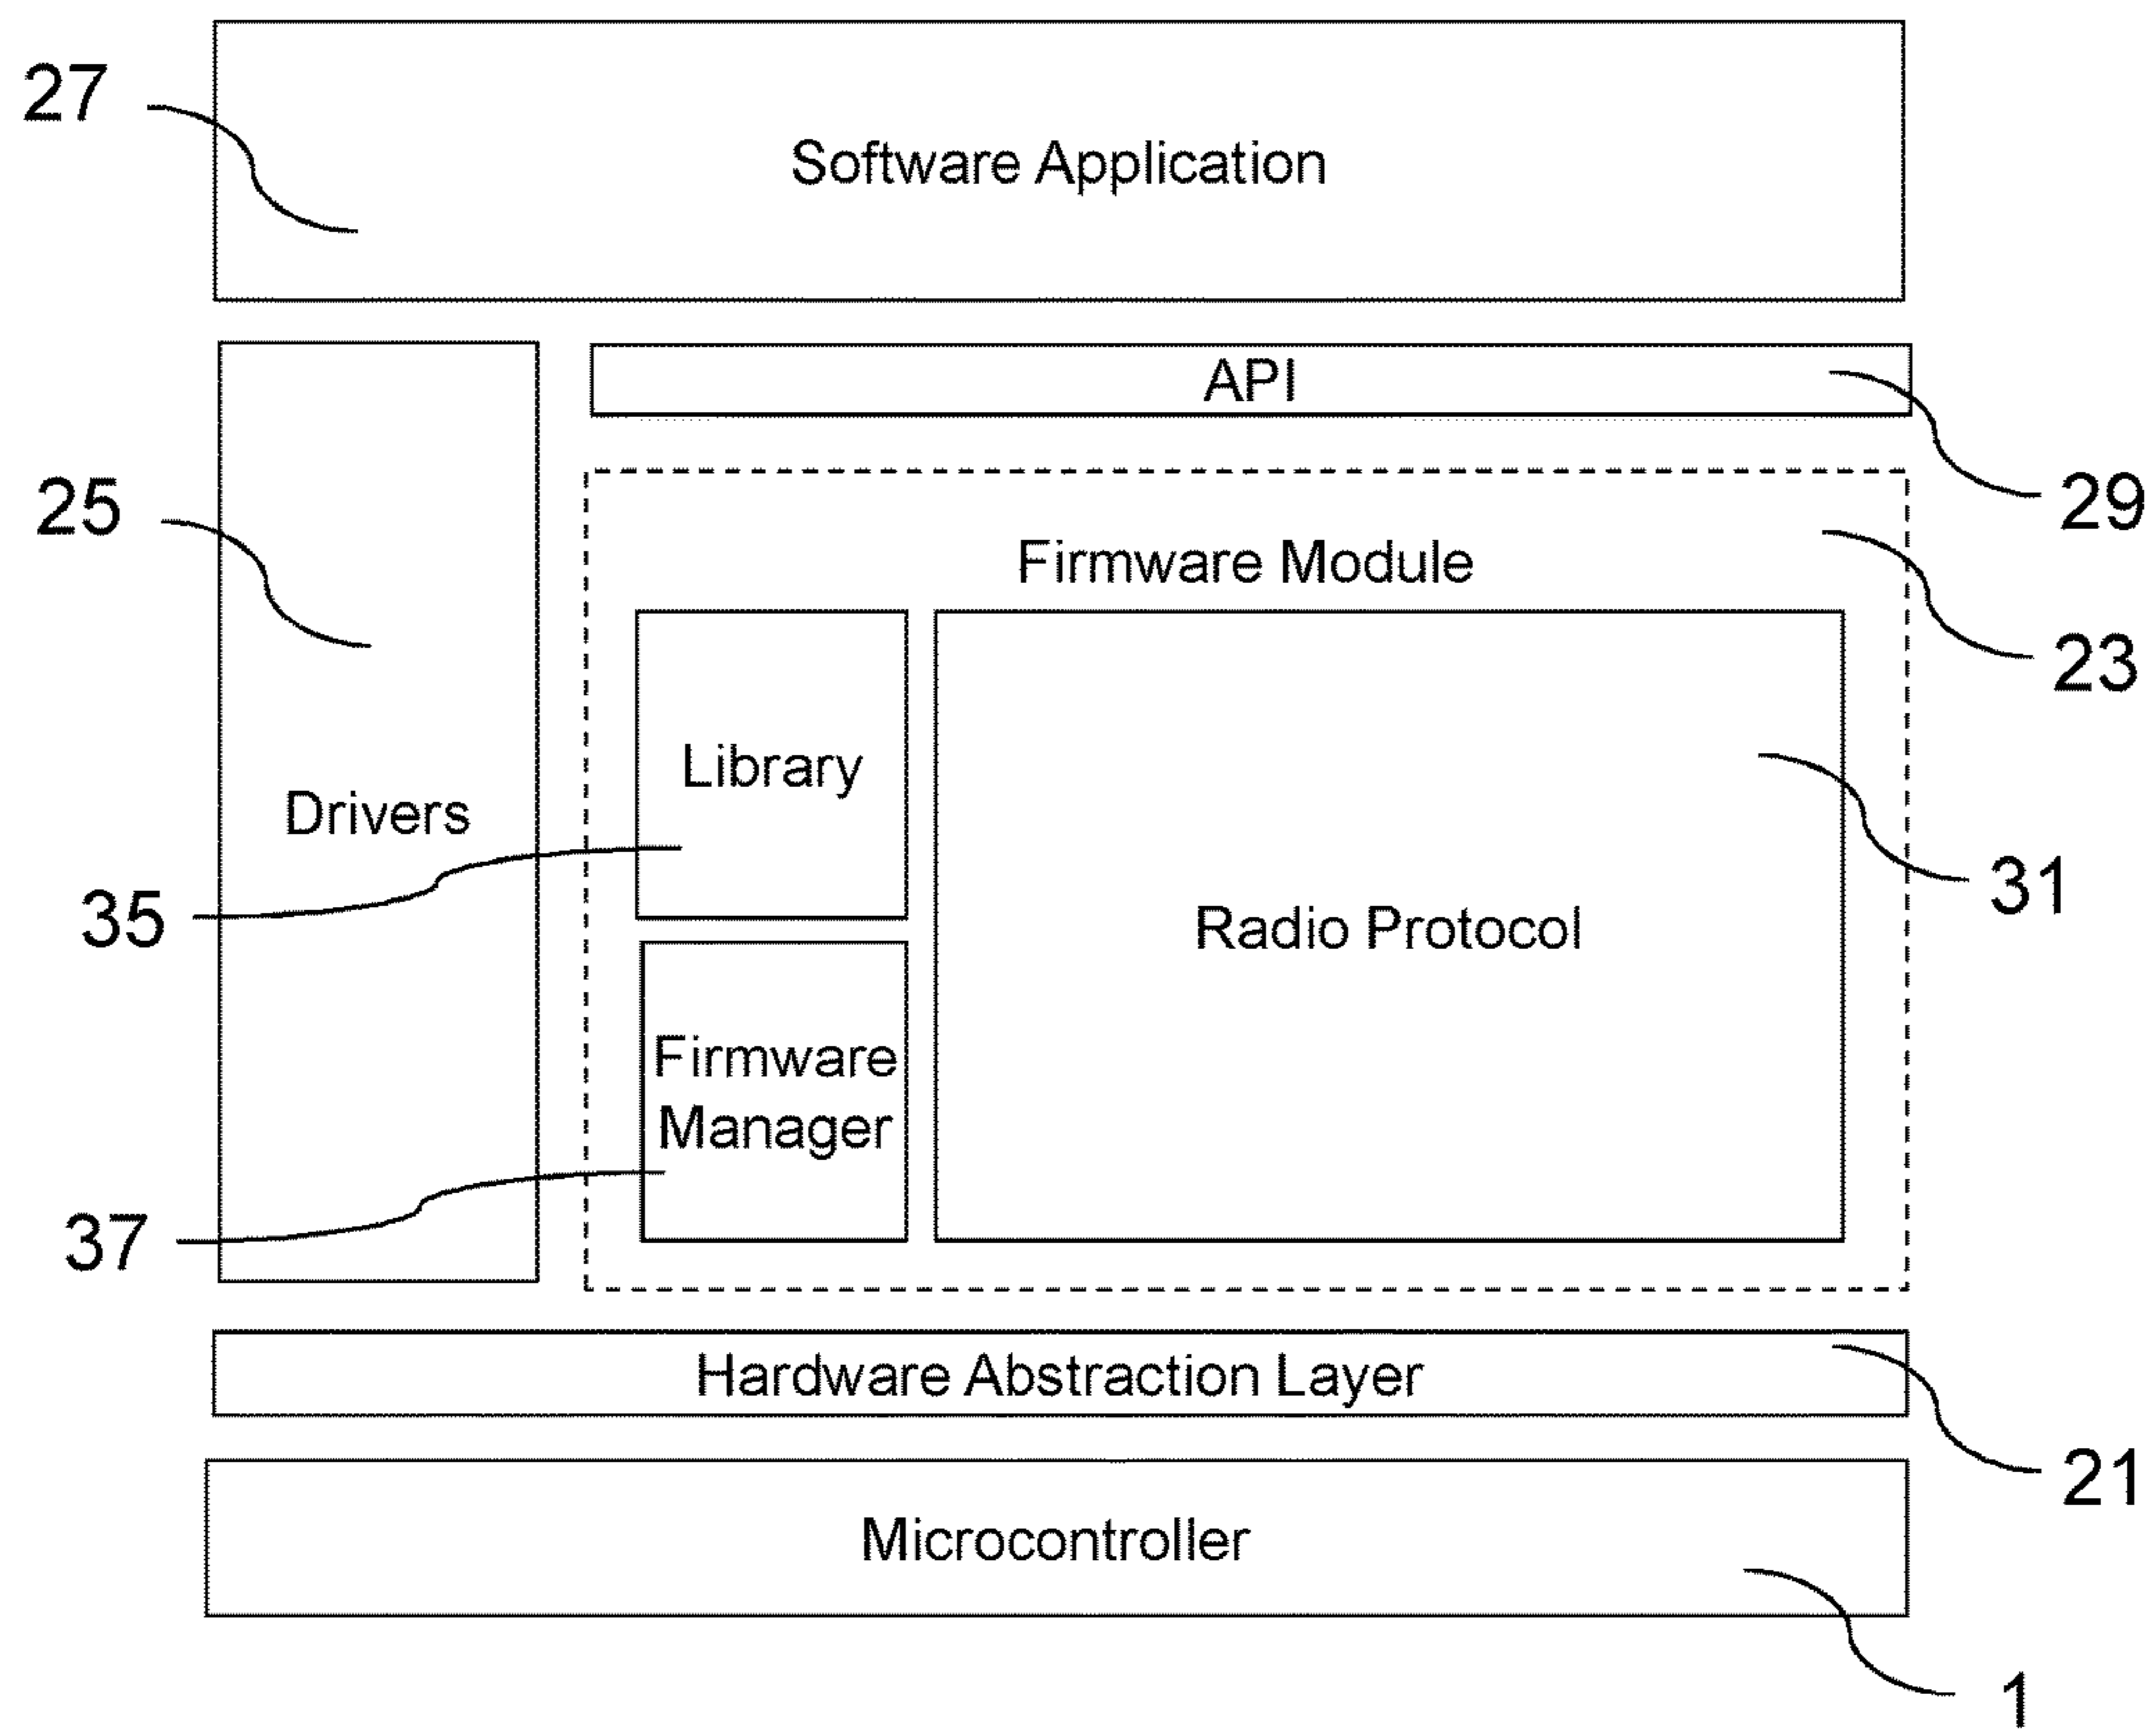 27
Software Application
API
29
25
Firmware Module
23
Library
Drivers
31
35
Radio Protocol
Firmware
Manager
37
Hardware Abstraction Layer
21
Microcontroller
1